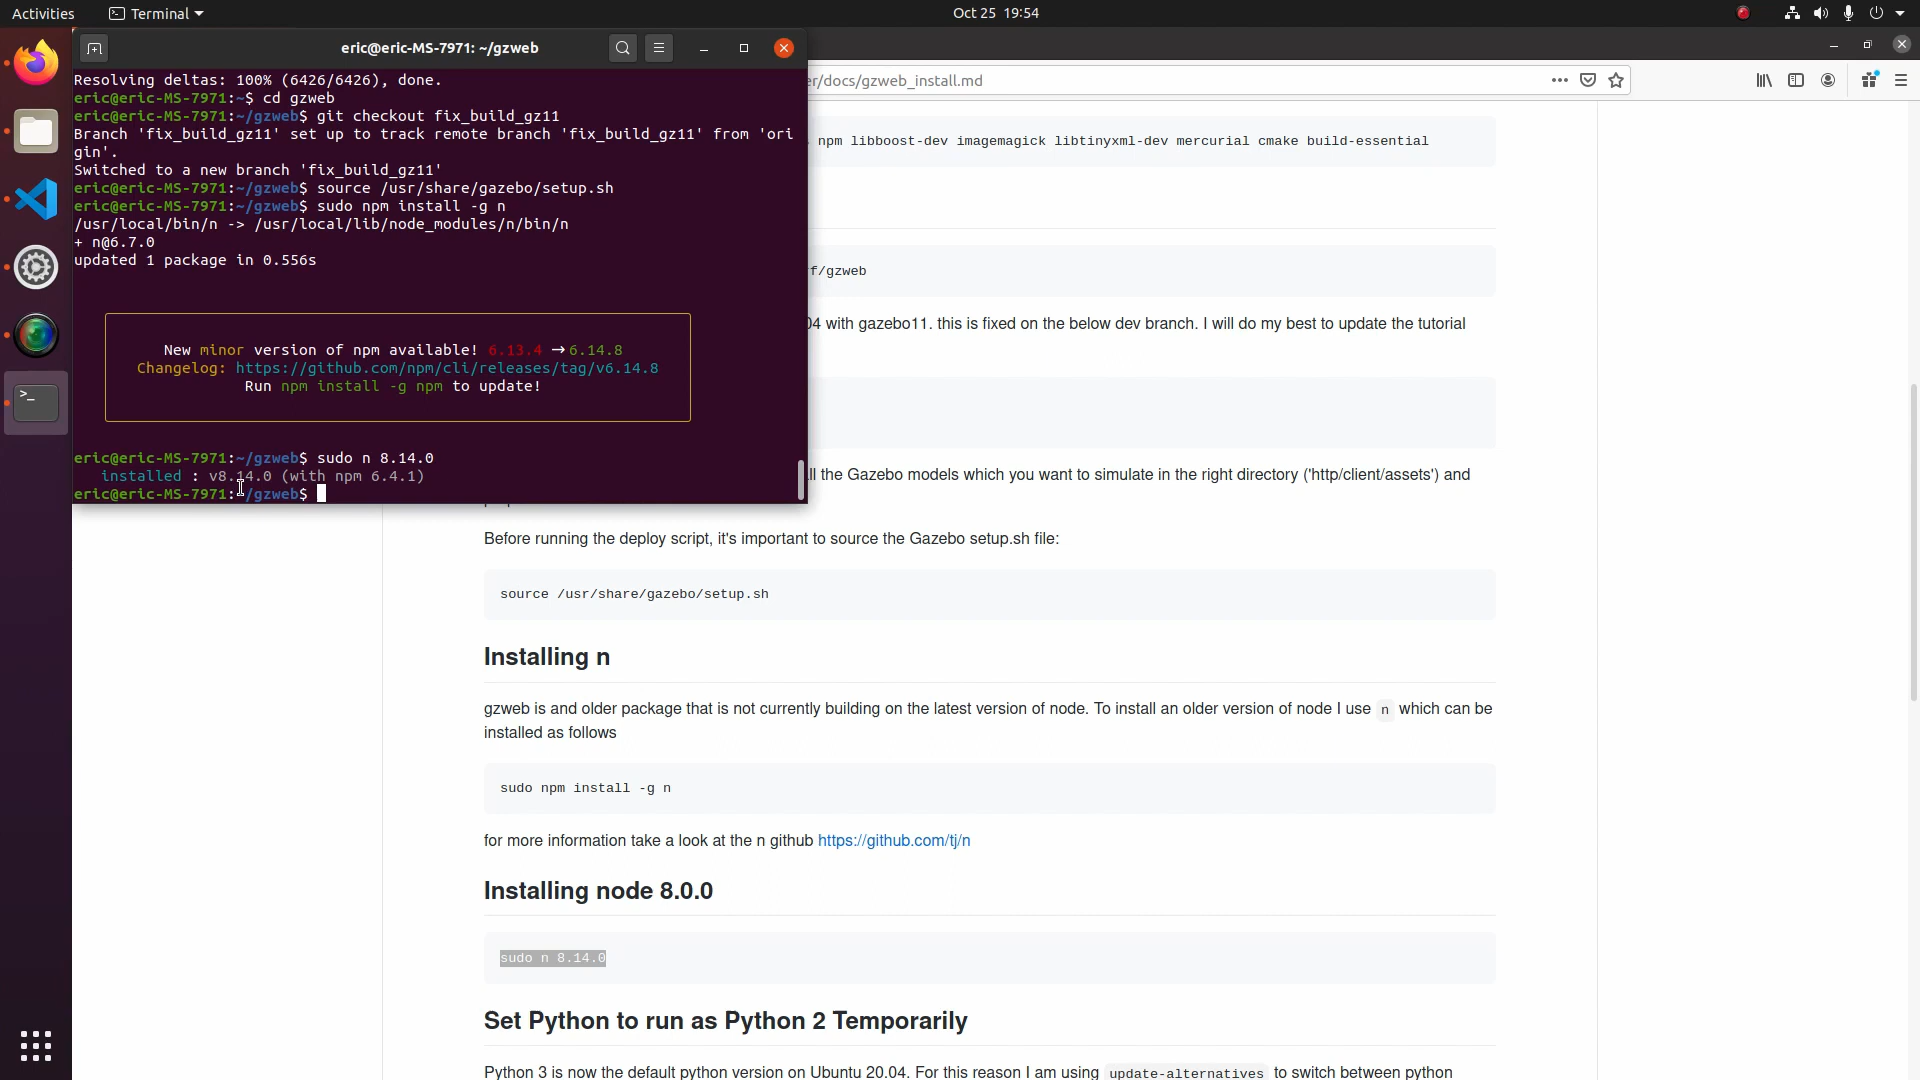 Activities
Terminal
Oct 25 19:54
eric@eric-MS-7971: ~/gzweb
Resolving deltas: 100% (6426/6426), done.
eric@eric-MS-7971:~$ cd gzweb
eric@eric-MS-7971:~/gzweb$ git checkout fix_build_gz11
Branch 'fix_build_gz11' set up to track remote branch 'fix_build_gz11' from 'ori
gin'.
Switched to a new branch 'fix_build_gz11'
eric@eric-MS-7971:~/gzweb$ source /usr/share/gazebo/setup.sh
eric@eric-MS-7971:~/gzweb$ sudo npm install -g n
/usr/local/bin/n -> /usr/local/lib/node_modules/n/bin/n
+ n@6.7.0
updated 1 package in 0.556s
New minor version of npm available! 6.13.4 → 6.14.8
Changelog: https://github.com/npm/cli/releases/tag/v6.14.8
Run npm install -g npm to update!
eric@eric-MS-7971:~/gzweb$ sudo n 8.14.0
installed : v8.14.0 (with npm 6.4.1)
eric@eric-MS-7971:~/gzweb$
er/docs/gzweb_install.md
npm libboost-dev imagemagick libtinyxml-dev mercurial cmake build-essential
f/gzweb
04 with gazebo11. this is fixed on the below dev branch. I will do my best to update the tutorial
ll the Gazebo models which you want to simulate in the right directory ('http/client/assets') and
Before running the deploy script, it's important to source the Gazebo setup.sh file:
source /usr/share/gazebo/setup.sh
Installing n
gzweb is and older package that is not currently building on the latest version of node. To install an older version of node I use n which can be
installed as follows
sudo npm install -g n
for more information take a look at the n github https://github.com/tj/n
Installing node 8.0.0
sudo n 8.14.0
Set Python to run as Python 2 Temporarily
Python 3 is now the default python version on Ubuntu 20.04. For this reason I am using update-alternatives to switch between python